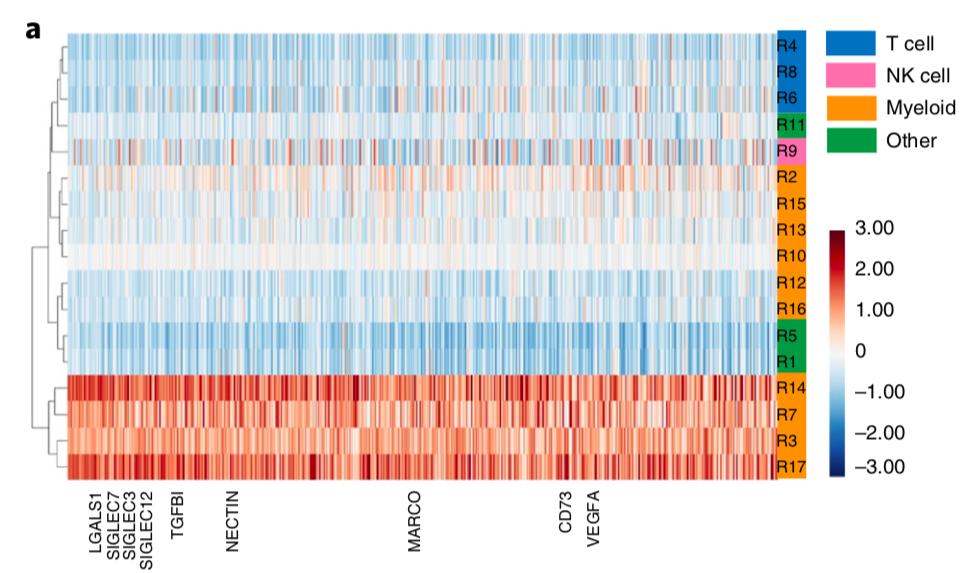 a
R4
R8
R6
R11
R9
R2
R15
R13
R10
R12
R16
R5
R1
R14
R7
R3
R17
T cell
NK cell
Myeloid
Other
3.00
2.00
1.00
0
–1.00
–2.00
–3.00
LGALS1
SIGLEC7
SIGLEC3
SIGLEC12
TGFBI
NECTIN
MARCO
CD73
VEGFA